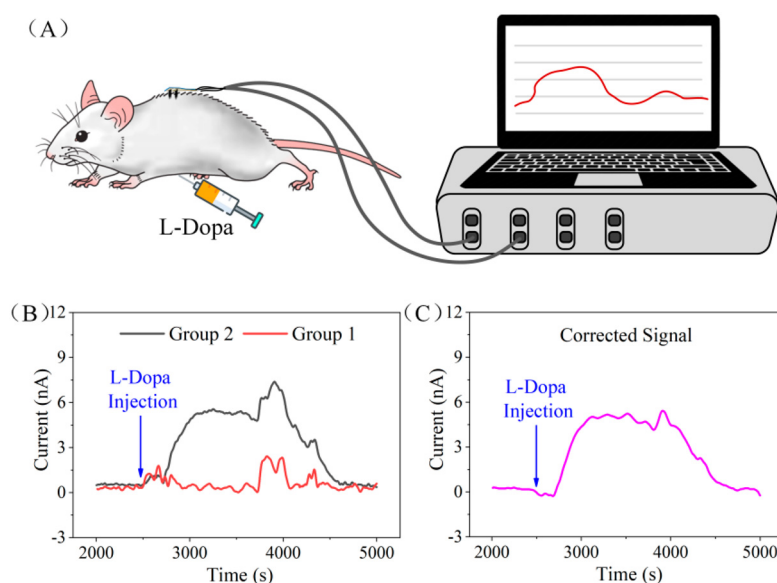 （A）
L-Dopa
（B）
12
9
6
3
0
-3
Current (nA)
Group 2
Group 1
L-Dopa
Injection
2000
3000
4000
5000
Time (s)
（C）
12
9
6
3
0
-3
Current (nA)
Corrected Signal
L-Dopa
Injection
2000
3000
4000
5000
Time (s)